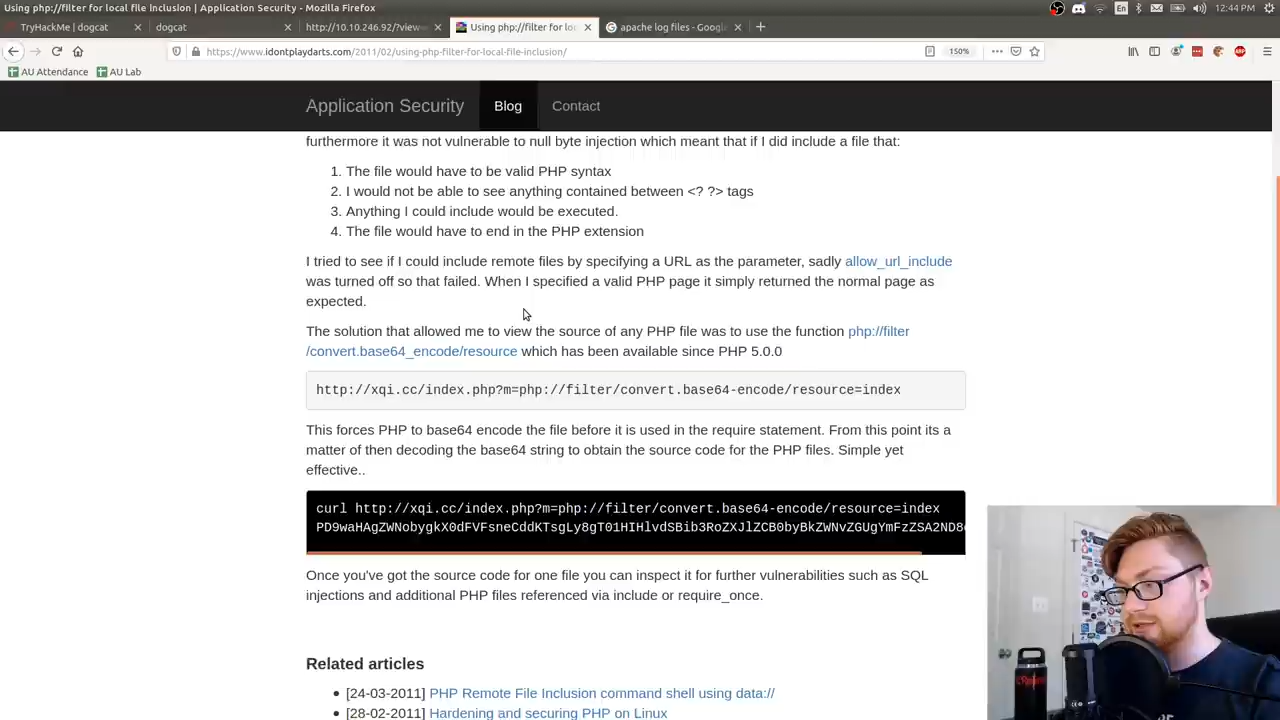 Using php://filter for local file inclusion | Application Security - Mozilla Firefox
En
12:44 PM
TryHackMe | dogcat
dogcat
http://10.10.246.92/?view=
Using php://filter for lo
apache log files - Google
https://www.idontplaydarts.com/2011/02/using-php-filter-for-local-file-inclusion/
150%
AU Attendance
AU Lab
Application Security
Blog
Contact
furthermore it was not vulnerable to null byte injection which meant that if I did include a file that:
1. The file would have to be valid PHP syntax
2. I would not be able to see anything contained between <? ?> tags
3. Anything I could include would be executed.
4. The file would have to end in the PHP extension
I tried to see if I could include remote files by specifying a URL as the parameter, sadly allow_url_include
was turned off so that failed. When I specified a valid PHP page it simply returned the normal page as
expected.
The solution that allowed me to view the source of any PHP file was to use the function php://filter
/convert.base64_encode/resource which has been available since PHP 5.0.0
http://xqi.cc/index.php?m=php://filter/convert.base64-encode/resource=index
This forces PHP to base64 encode the file before it is used in the require statement. From this point its a
matter of then decoding the base64 string to obtain the source code for the PHP files. Simple yet
effective..
curl http://xqi.cc/index.php?m=php://filter/convert.base64-encode/resource=index
PD9waHAgZWNobygkX0dFVFsneCddKTsgLy8gT01HIHlvdSBib3RoZXJlZCB0byBkZWNvZGUgYmFzZSA2ND8
Once you've got the source code for one file you can inspect it for further vulnerabilities such as SQL
injections and additional PHP files referenced via include or require_once.
Related articles
[24-03-2011] PHP Remote File Inclusion command shell using data://
[28-02-2011] Hardening and securing PHP on Linux